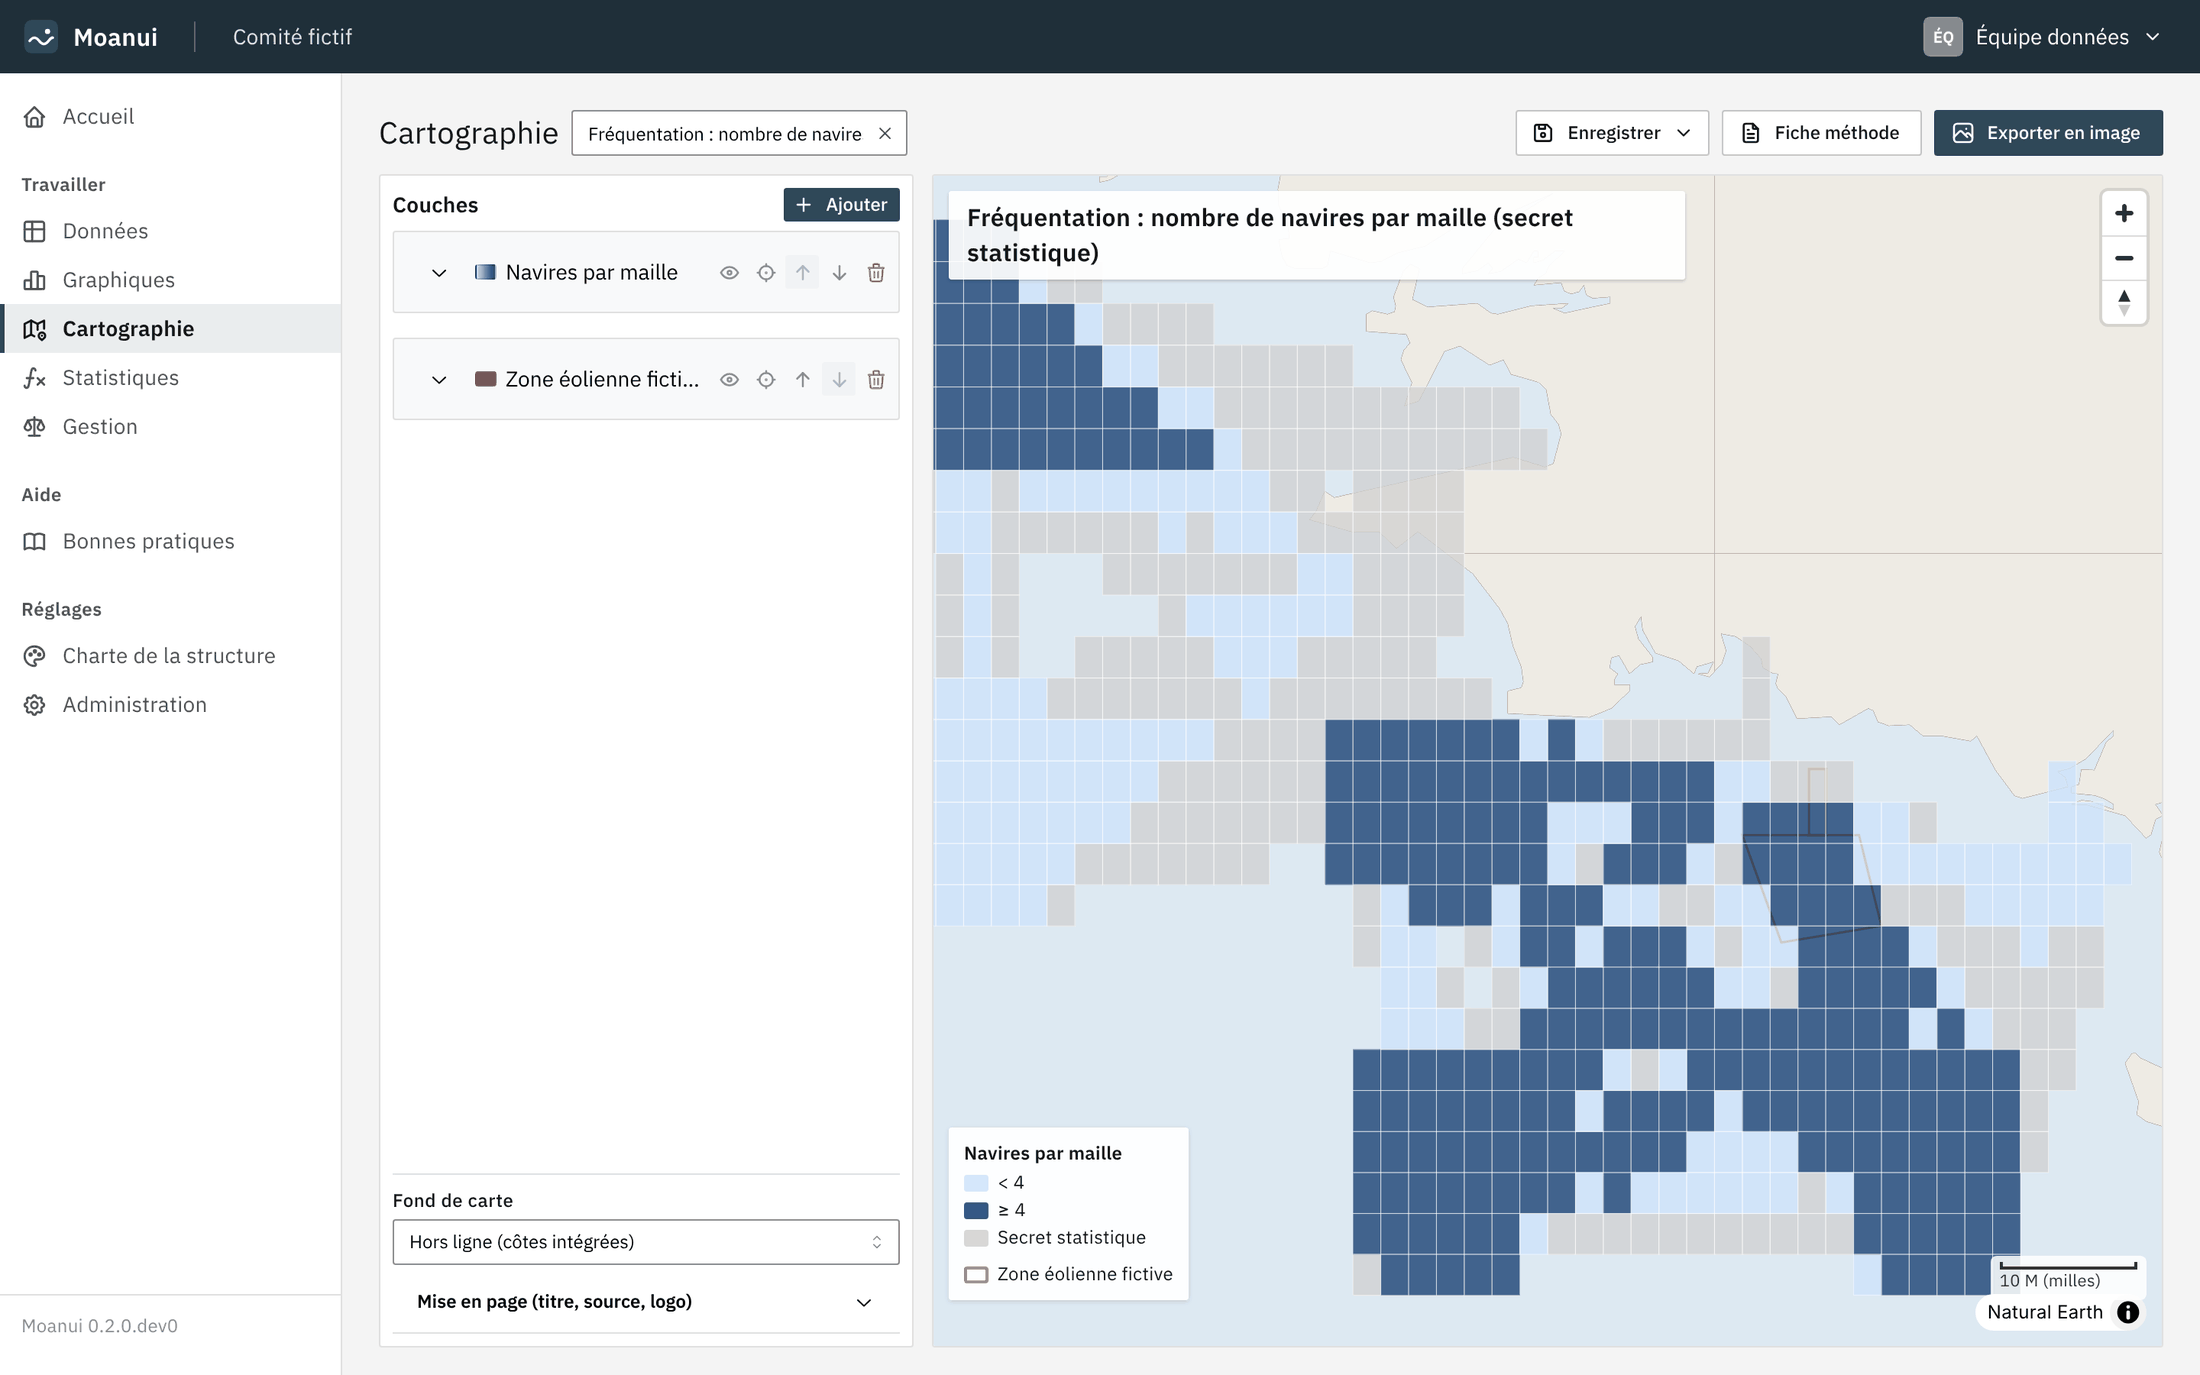 Moanui
Comité fictif
ÉQ
Équipe données
Accueil
Travailler
Données
Graphiques
Cartographie
Statistiques
Gestion
Aide
Bonnes pratiques
Réglages
Charte de la structure
Administration
Moanui 0.2.0.dev0
Cartographie
Fréquentation : nombre de navire
Enregistrer
Fiche méthode
Exporter en image
Couches
Ajouter
Navires par maille
Zone éolienne ficti...
Fond de carte
Hors ligne (côtes intégrées)
Mise en page (titre, source, logo)
Fréquentation : nombre de navires par maille (secret
statistique)
Navires par maille
< 4
≥ 4
Secret statistique
Zone éolienne fictive
10 M (milles)
Natural Earth